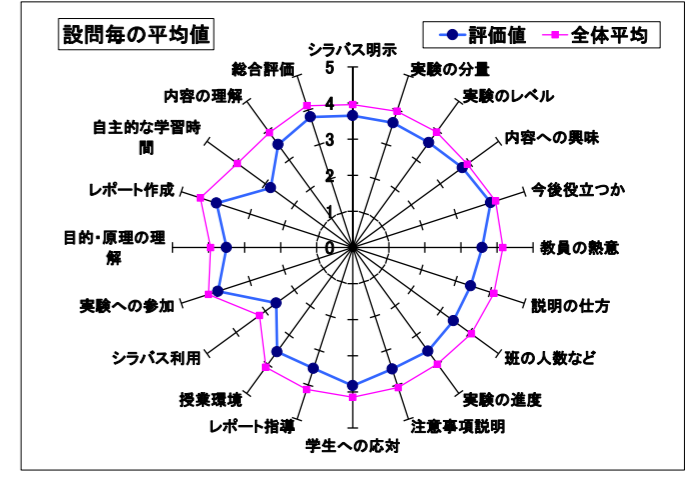 設問毎の平均値
評価値
全体平均
シラバス明示
実験の分量
実験のレベル
内容への興味
今後役立つか
教員の熱意
説明の仕方
班の人数など
実験の進度
注意事項説明
学生への応対
レポート指導
授業環境
シラバス利用
実験への参加
目的・原理の理
解
レポート作成
自主的な学習時
間
内容の理解
総合評価
5
4
3
2
1
0